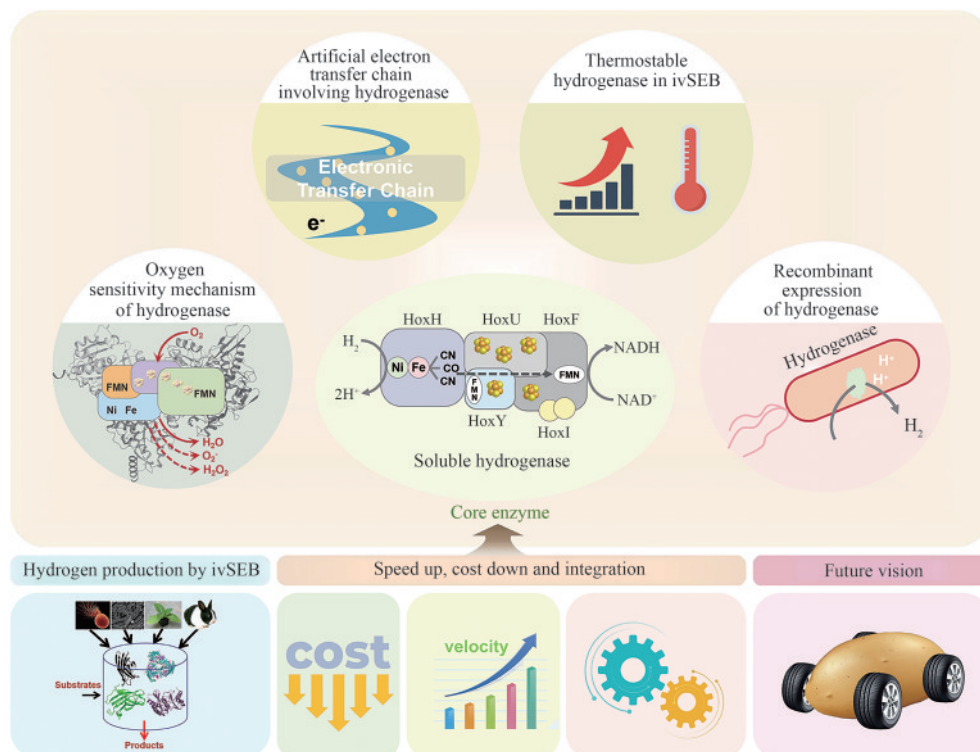 Artificial electron
transfer chain
involving hydrogenase
Electronic
Transfer Chain
e-
Thermostable
hydrogenase in ivSEB
Oxygen
sensitivity mechanism
of hydrogenase
O₂
FMN
FMN
Ni Fe
H₂O
O₂⁻
H₂O₂
HoxH
HoxU
HoxF
H₂
2H⁺
Ni
Fe
CN
CO
CN
FMN
FMN
NADH
NAD⁺
HoxY
HoxI
Soluble hydrogenase
Core enzyme
Recombinant
expression
of hydrogenase
Hydrogenase
H⁺
H⁺
H₂
Hydrogen production by ivSEB
Speed up, cost down and integration
Future vision
Substrates
Products
cost
velocity